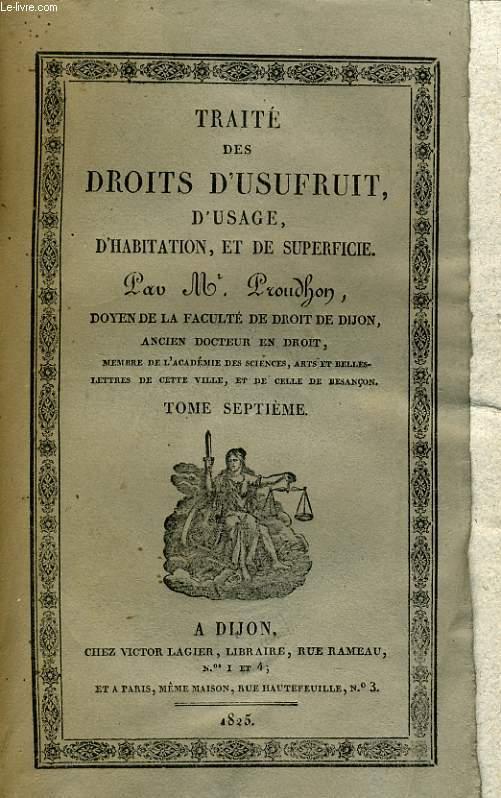 Le-livre.com
TRAITÉ
DES
DROITS D'USUFRUIT,
D'USAGE,
D'HABITATION, ET DE SUPERFICIE.
Par Mr. Proudhon,
DOYEN DE LA FACULTÉ DE DROIT DE DIJON,
ANCIEN DOCTEUR EN DROIT,
MEMBRE DE L'ACADÉMIE DES SCIENCES, ARTS ET BELLES-
LETTRES DE CETTE VILLE, ET DE CELLE DE BESANÇON.
TOME SEPTIÈME.
A DIJON,
CHEZ VICTOR LAGIER, LIBRAIRE, RUE RAMEAU,
N.os 1 ET 4;
ET A PARIS, MÊME MAISON, RUE HAUTEFEUILLE, N.o 3.
1825.